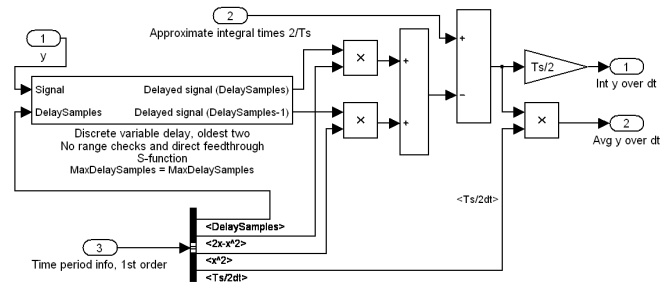 2
Approximate integral times 2/Ts
1
y
Signal
DelaySamples
Delayed signal (DelaySamples)
Delayed signal (DelaySamples-1)
Discrete variable delay, oldest two
No range checks and direct feedthrough
S-function
MaxDelaySamples = MaxDelaySamples
×
×
+
+
+
−
Ts/2
1
Int y over dt
×
2
Avg y over dt
<Ts/2dt>
3
Time period info, 1st order
<DelaySamples>
<2x-x^2>
<x^2>
<Ts/2dt>